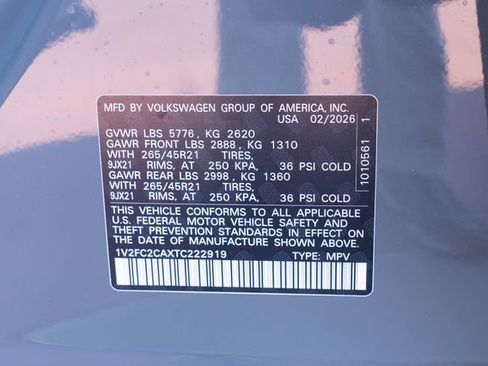 MFD BY VOLKSWAGEN GROUP OF AMERICA, INC.
USA 02/2026
GVWR LBS 5776, KG 2620
GAWR FRONT LBS 2888, KG 1310
WITH 265/45R21 TIRES,
9JX21 RIMS, AT 250 KPA, 36 PSI COLD
GAWR REAR LBS 2998, KG 1360
WITH 265/45R21 TIRES,
9JX21 RIMS, AT 250 KPA, 36 PSI COLD
THIS VEHICLE CONFORMS TO ALL APPLICABLE
U.S. FEDERAL MOTOR VEHICLE SAFETY AND
THEFT PREVENTION STANDARDS IN EFFECT ON THE
DATE OF MANUFACTURE SHOWN ABOVE.
1V2FC2CAXTC222919 TYPE: MPV
1010561 1